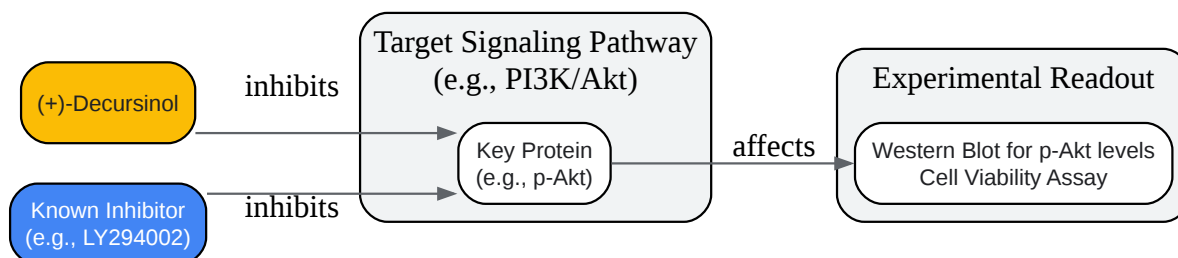 (+)-Decursinol
inhibits
Known Inhibitor
(e.g., LY294002)
inhibits
Target Signaling Pathway
(e.g., PI3K/Akt)
Key Protein
(e.g., p-Akt)
affects
Experimental Readout
Western Blot for p-Akt levels
Cell Viability Assay